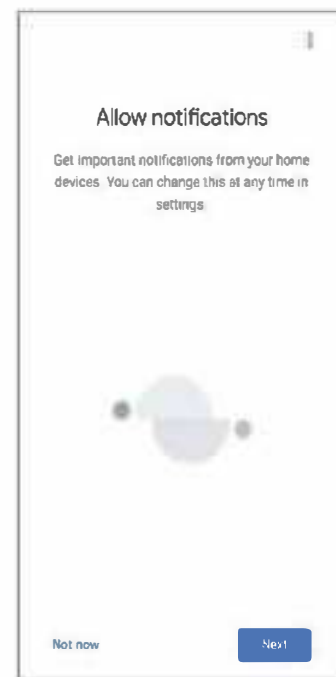 Allow notifications
Get important notifications from your home
devices. You can change this at any time in
settings.
Not now
Next